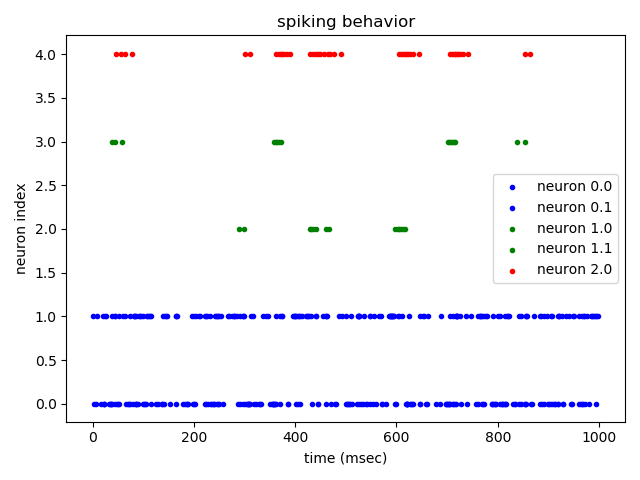 spiking behavior
4.0
3.5
3.0
2.5
2.0
1.5
1.0
0.5
0.0
neuron index
neuron 0.0
neuron 0.1
neuron 1.0
neuron 1.1
neuron 2.0
0 200 400 600 800 1000
time (msec)